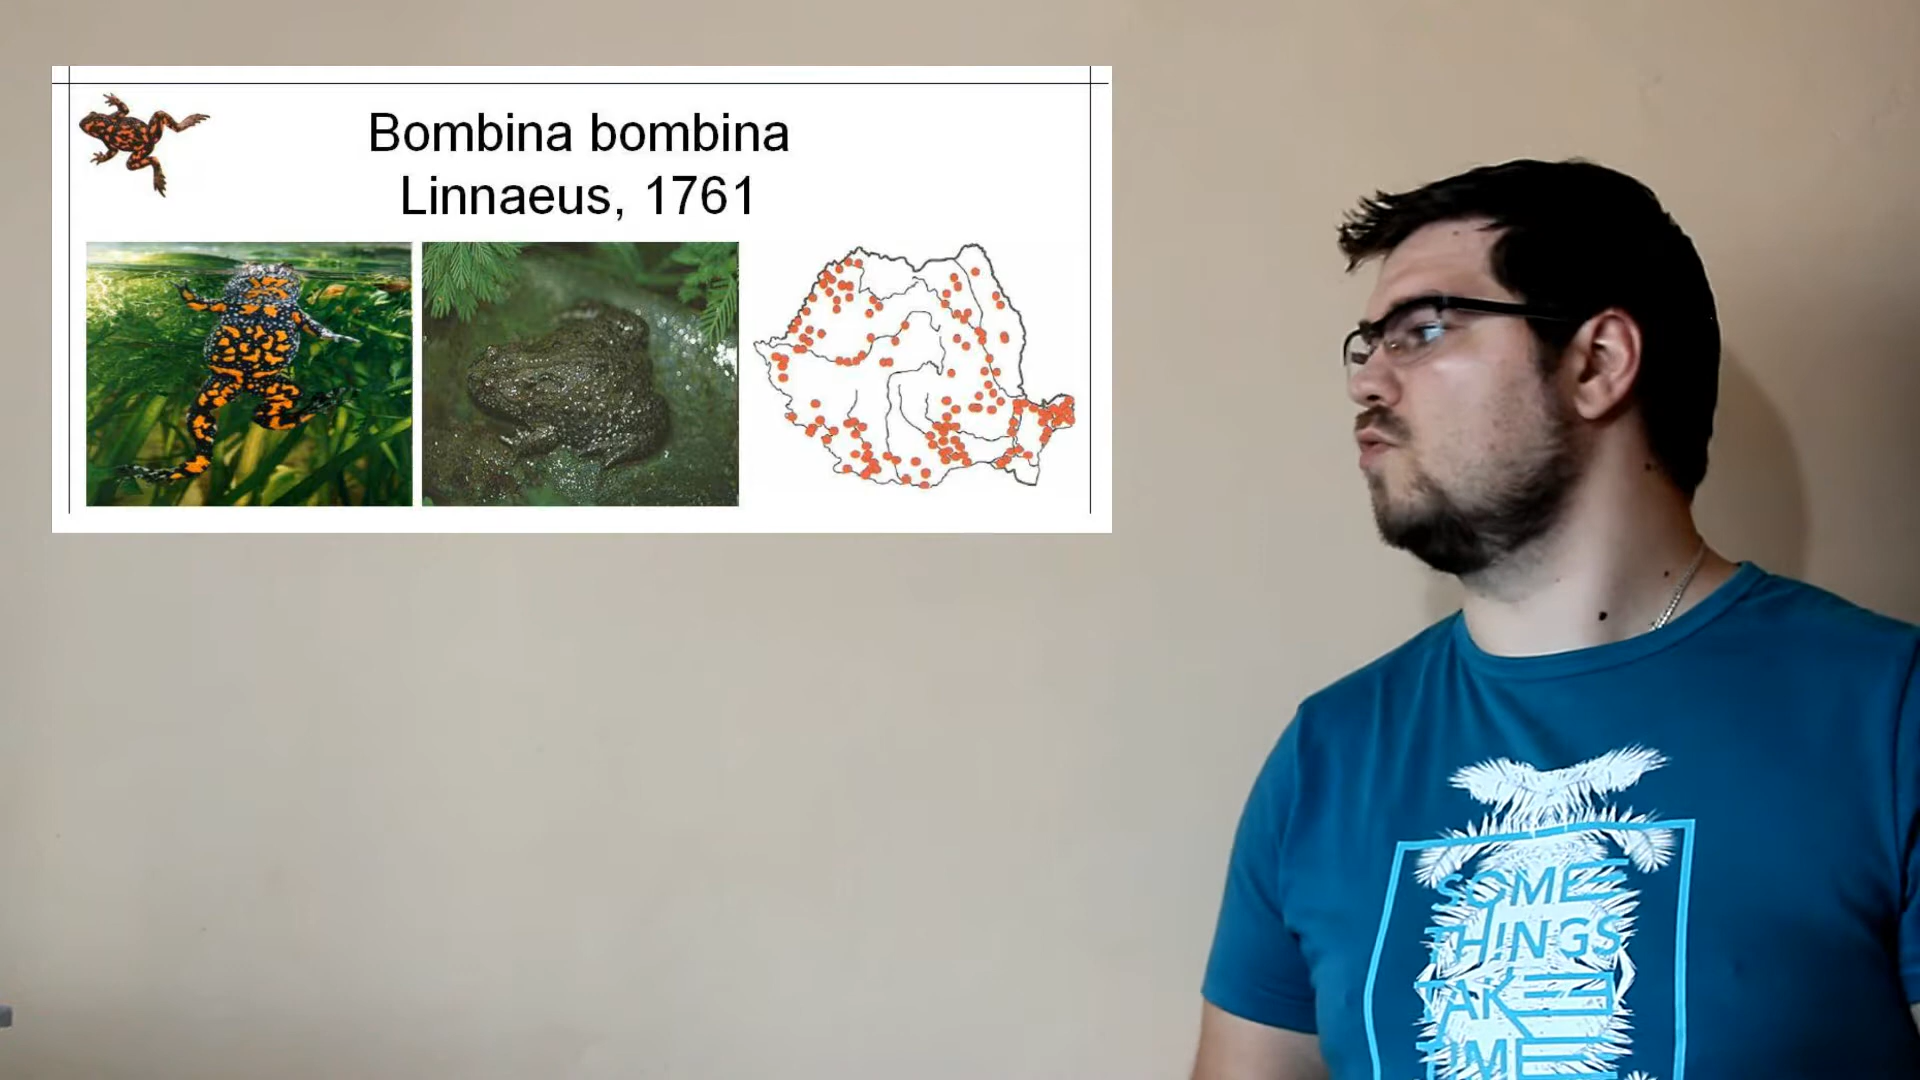 Bombina bombina
Linnaeus, 1761
SOME
THINGS
TAKE
TIME